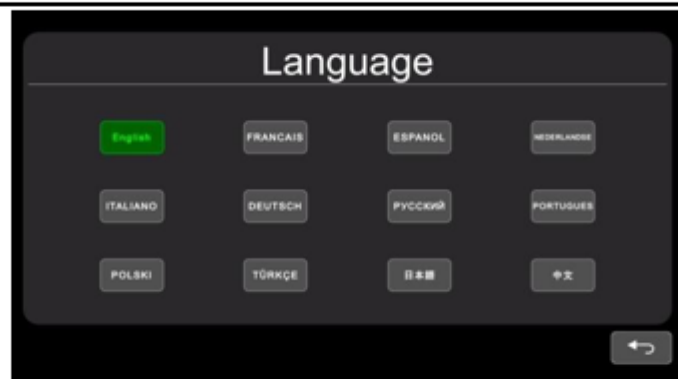 Language
English FRANCAIS ESPANOL NEDERLANDSE
ITALIANO DEUTSCH РУССКИЙ PORTUGUES
POLSKI TÜRKÇE 日本語 中文